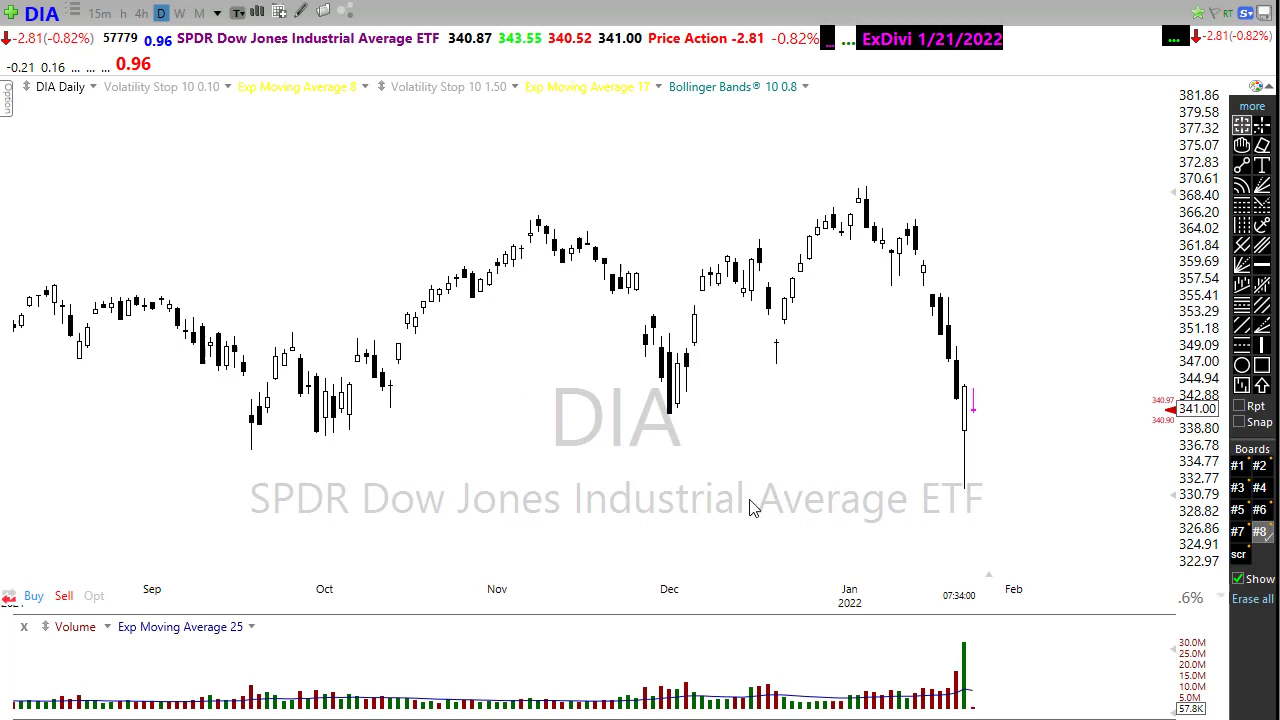 DIA 15m h 4h D W M T RT S
-2.81(-0.82%) 57779 0.96 SPDR Dow Jones Industrial Average ETF 340.87 343.55 340.52 341.00 Price Action -2.81 -0.82% ... ... ExDivi 1/21/2022 ... -2.81(-0.82%)
-0.21 0.16 ... ... ... 0.96
Option
DIA Daily Volatility Stop 10 0.10 Exp Moving Average 8 Volatility Stop 10 1.50 Exp Moving Average 17 Bollinger Bands® 10 0.8
381.86
379.58
377.32
375.07
372.83
370.61
368.40
366.20
364.02
361.84
359.69
357.54
355.41
353.29
351.18
349.09
347.00
344.94
342.88
340.97
341.00
340.90
338.80
336.78
334.77
332.77
330.79
328.82
326.86
324.91
322.97
more
T
Rpt
Snap
Boards
#1 #2
#3 #4
#5 #6
#7 #8
scr
Show
Erase all
DIA
SPDR Dow Jones Industrial Average ETF
Sep Oct Nov Dec Jan Feb
2022 07:34:00
Buy Sell Opt .6%
X Volume Exp Moving Average 25
30.0M
25.0M
20.0M
15.0M
10.0M
5.0M
57.8K